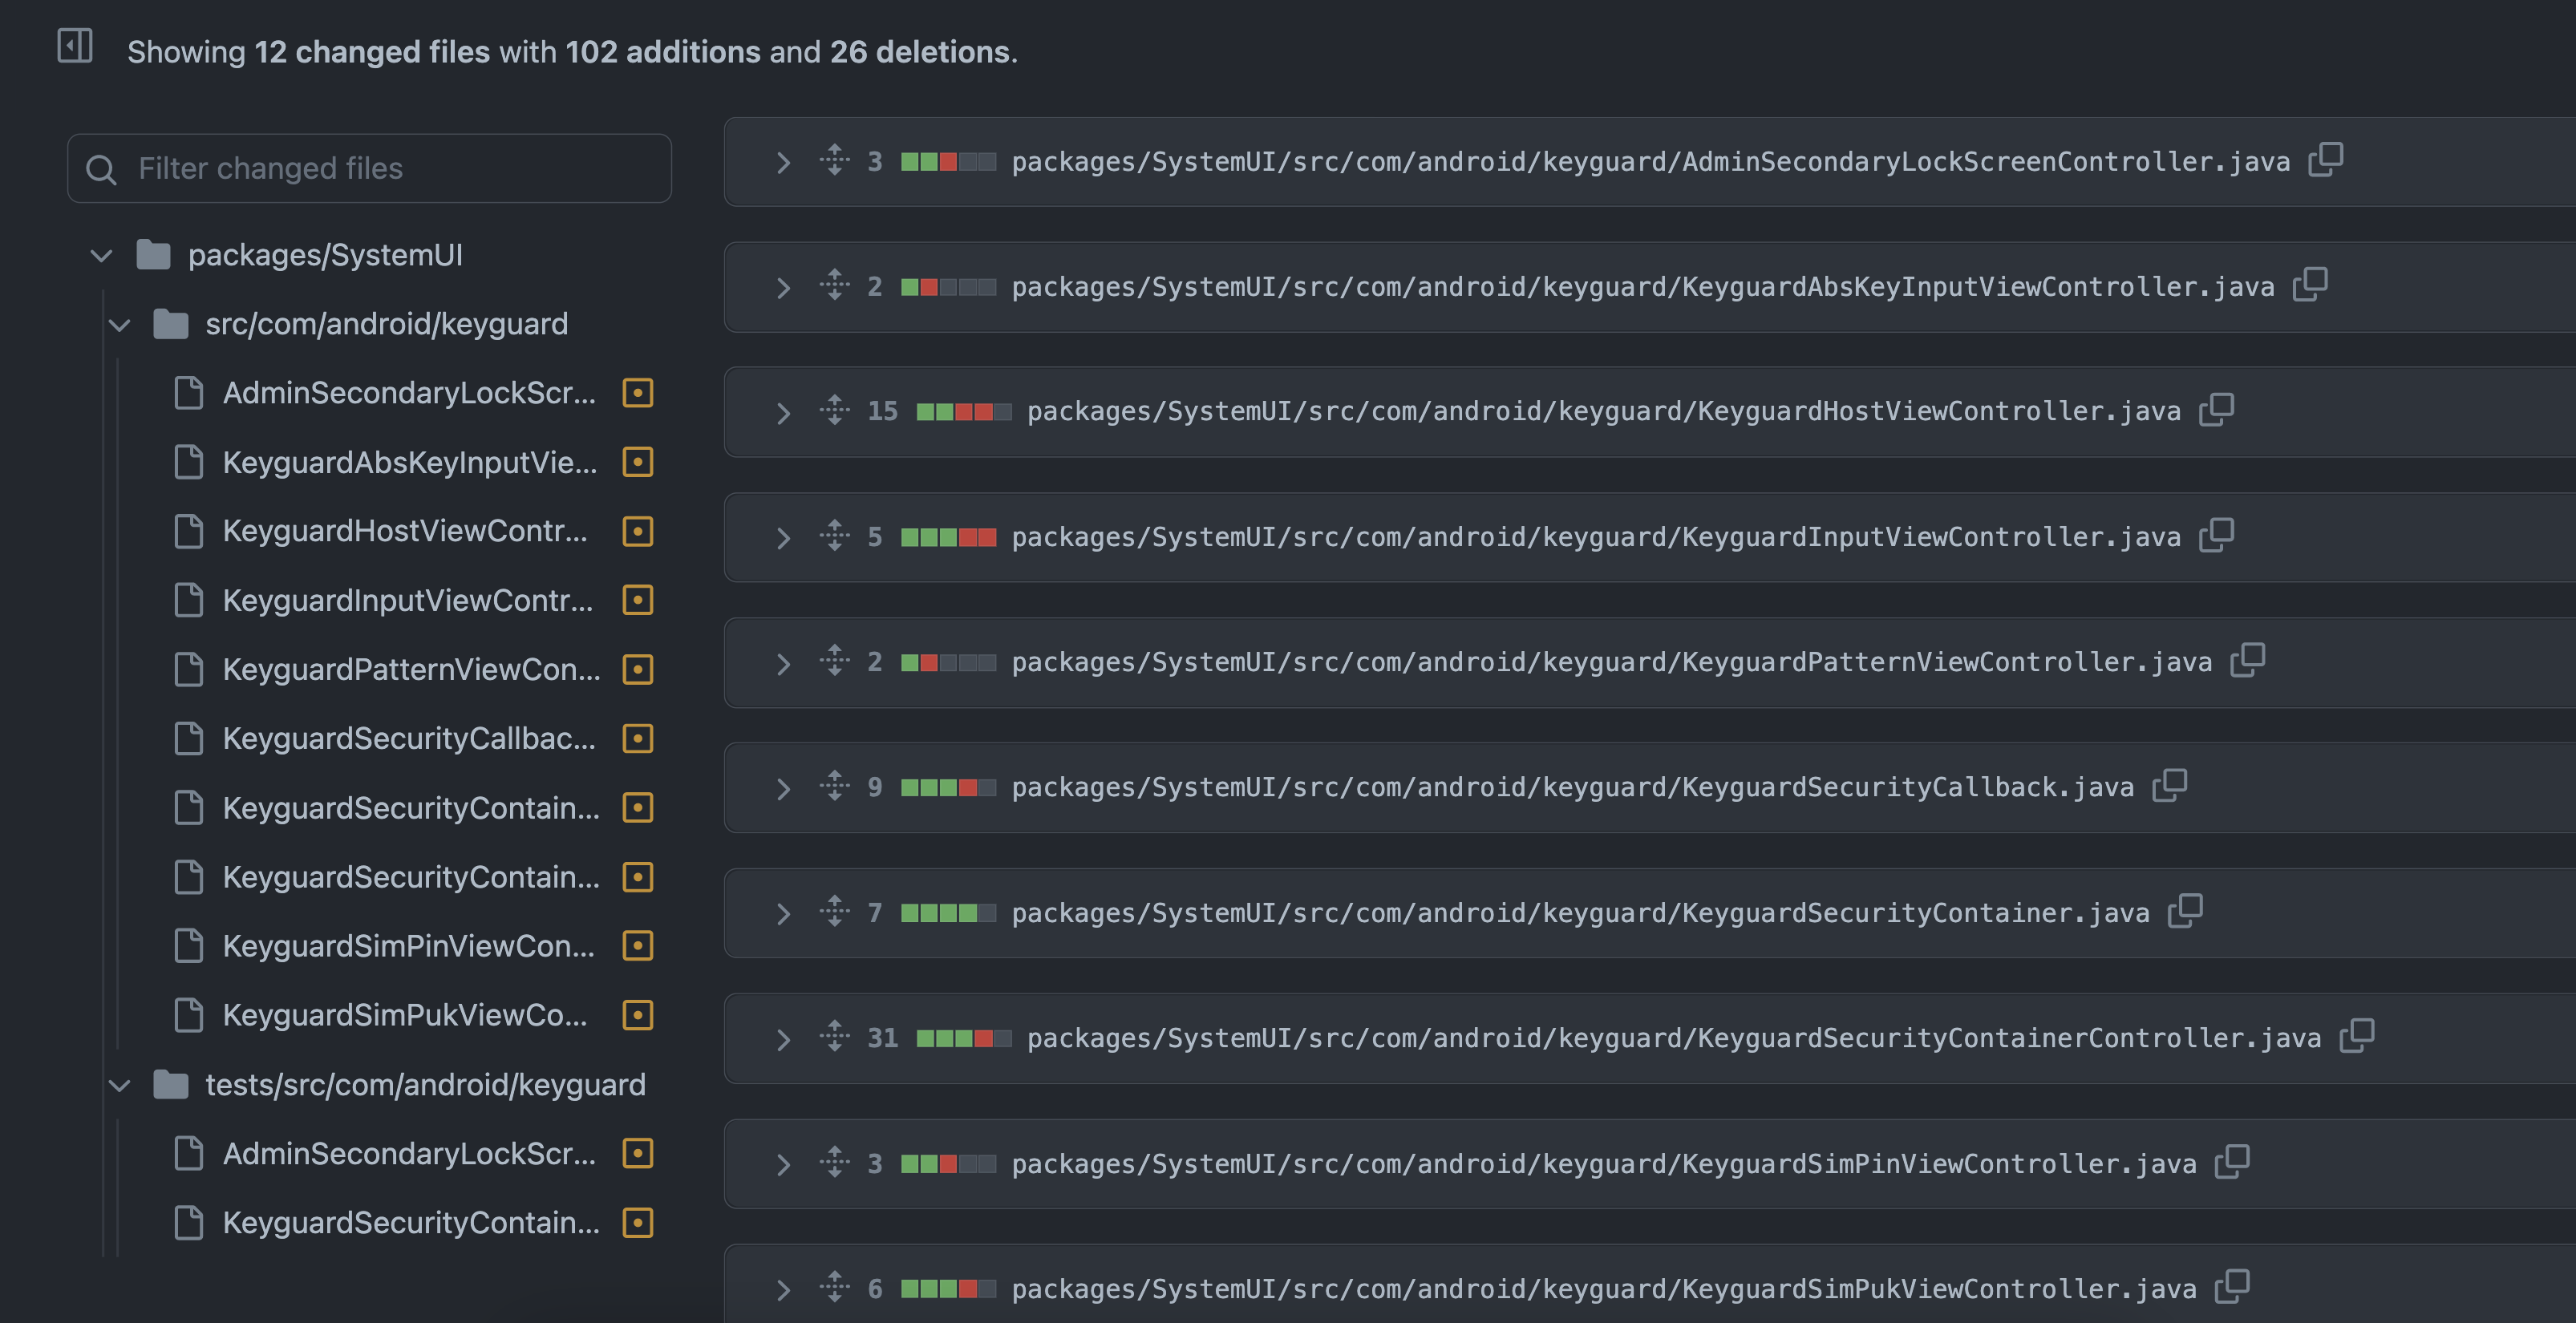 Showing 12 changed files with 102 additions and 26 deletions.
Filter changed files
packages/SystemUI
src/com/android/keyguard
AdminSecondaryLockScr...
KeyguardAbsKeyInputVie...
KeyguardHostViewContr...
KeyguardInputViewContr...
KeyguardPatternViewCon...
KeyguardSecurityCallbac...
KeyguardSecurityContain...
KeyguardSecurityContain...
KeyguardSimPinViewCon...
KeyguardSimPukViewCo...
tests/src/com/android/keyguard
AdminSecondaryLockScr...
KeyguardSecurityContain...
3 packages/SystemUI/src/com/android/keyguard/AdminSecondaryLockScreenController.java
2 packages/SystemUI/src/com/android/keyguard/KeyguardAbsKeyInputViewController.java
15 packages/SystemUI/src/com/android/keyguard/KeyguardHostViewController.java
5 packages/SystemUI/src/com/android/keyguard/KeyguardInputViewController.java
2 packages/SystemUI/src/com/android/keyguard/KeyguardPatternViewController.java
9 packages/SystemUI/src/com/android/keyguard/KeyguardSecurityCallback.java
7 packages/SystemUI/src/com/android/keyguard/KeyguardSecurityContainer.java
31 packages/SystemUI/src/com/android/keyguard/KeyguardSecurityContainerController.java
3 packages/SystemUI/src/com/android/keyguard/KeyguardSimPinViewController.java
6 packages/SystemUI/src/com/android/keyguard/KeyguardSimPukViewController.java